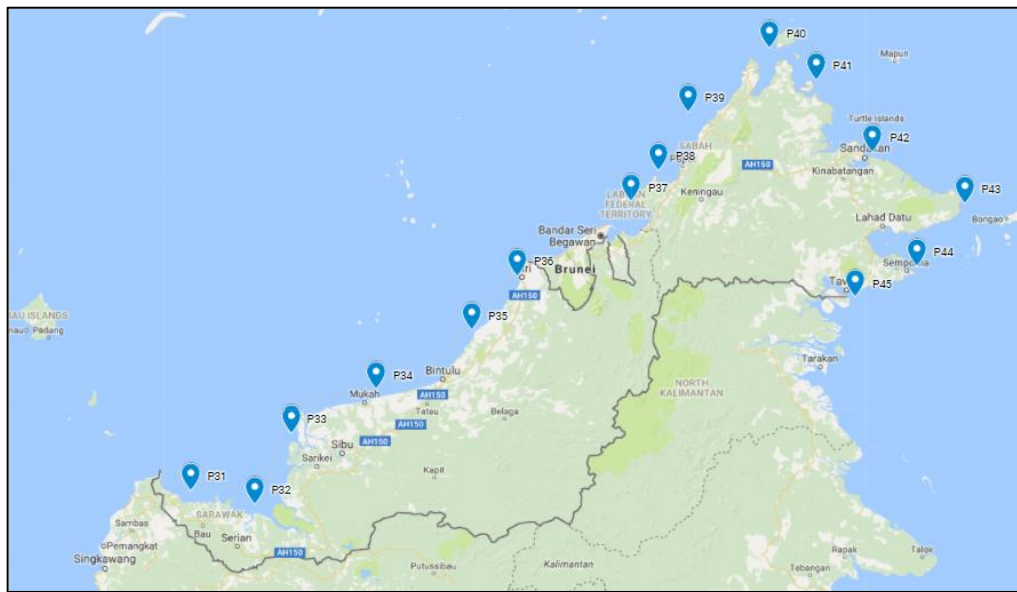 P40
P41
Mapun
P39
Turtle Islands
P42
Sandakan
SABAH
P38
AH150
Kinabatangan
P37
Keningau
P43
LABUAN
FEDERAL
TERRITORY
Lahad Datu
Bongao
Bandar Seri
Begawan
P44
Semporna
P36
Brunei
P45
AH150
AU ISLANDS
Padang
P35
Tarakan
Bintulu
P34
Mukah
AH150
Tatau
NORTH
KALIMANTAN
Belaga
P33
AH150
AH150
Sibu
Sarikei
Kapit
P31
P32
SARAWAK
Sambas
Bau
Serian
Pemangkat
AH150
Singkawang
Putussibau
Kalimantan
Rapak
Talok
Tebangan